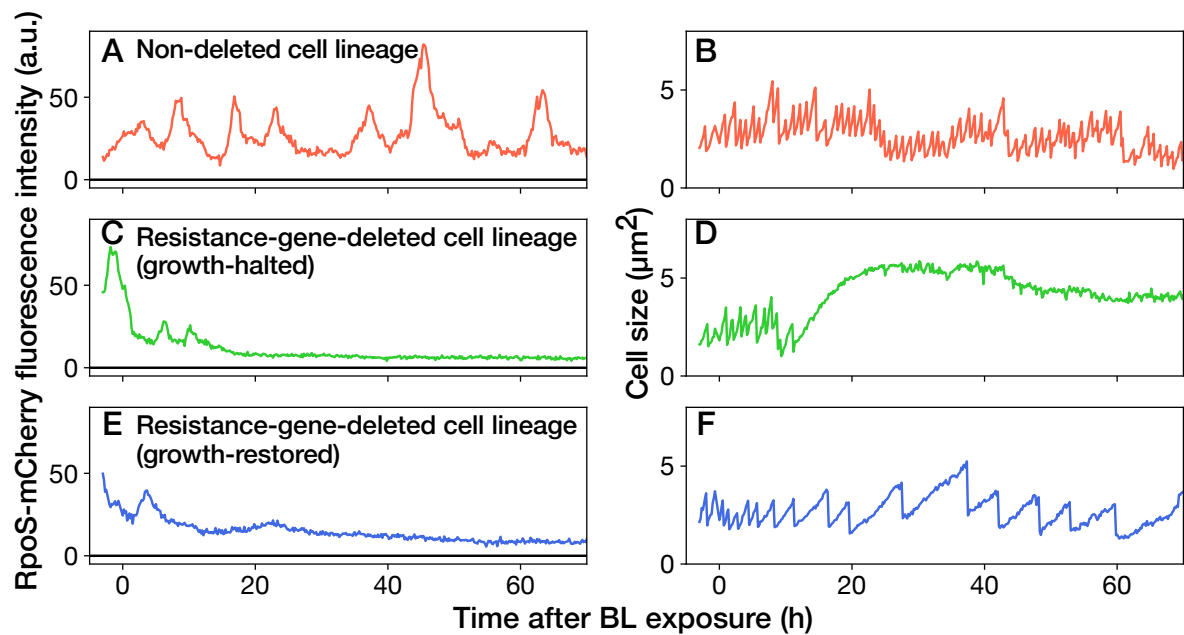 RpoS-mCherry fluorescence intensity (a.u.)
A Non-deleted cell lineage
50
0
B
5
0
C Resistance-gene-deleted cell lineage
(growth-halted)
50
0
Cell size (µm²)
D
5
0
E Resistance-gene-deleted cell lineage
(growth-restored)
50
0
0 20 40 60
F
5
0
0 20 40 60
Time after BL exposure (h)